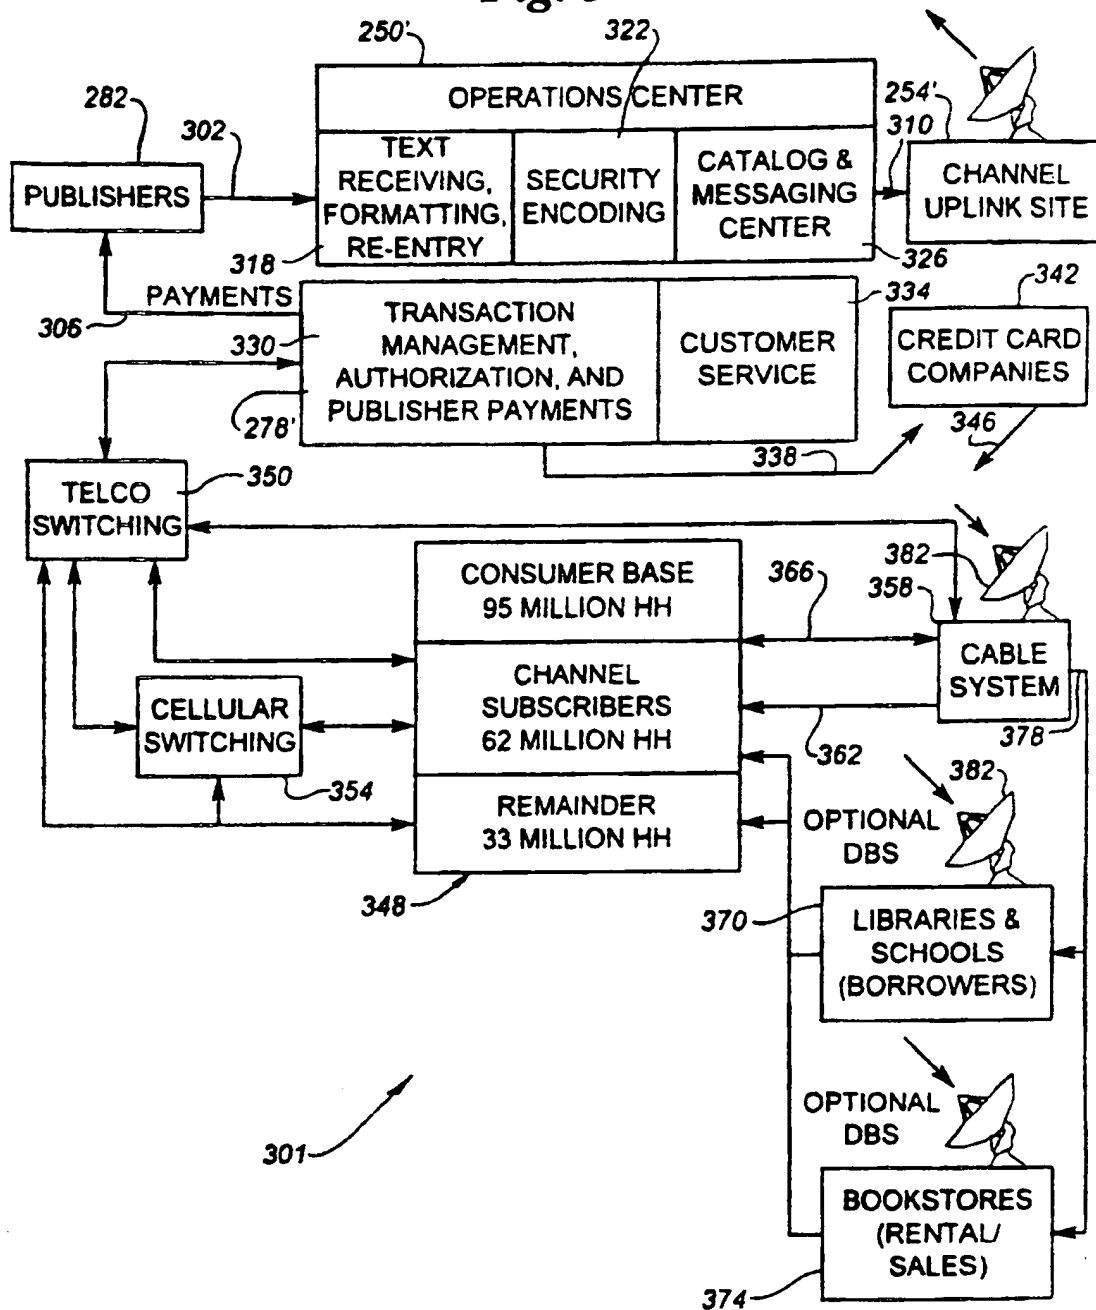 Fig.
250'
322
282
302
OPERATIONS CENTER
254'
310
PUBLISHERS
TEXT
RECEIVING,
FORMATTING,
RE-ENTRY
SECURITY
ENCODING
CATALOG &
MESSAGING
CENTER
CHANNEL
UPLINK SITE
318
326
PAYMENTS
306
330
TRANSACTION
MANAGEMENT,
AUTHORIZATION, AND
PUBLISHER PAYMENTS
334
CUSTOMER
SERVICE
342
CREDIT CARD
COMPANIES
278'
346
338
TELCO
SWITCHING
350
CONSUMER BASE
95 MILLION HH
366
382
358
CHANNEL
SUBSCRIBERS
62 MILLION HH
CABLE
SYSTEM
CELLULAR
SWITCHING
362
378
354
REMAINDER
33 MILLION HH
382
OPTIONAL
DBS
348
370
LIBRARIES &
SCHOOLS
(BORROWERS)
OPTIONAL
DBS
301
BOOKSTORES
(RENTAL/
SALES)
374